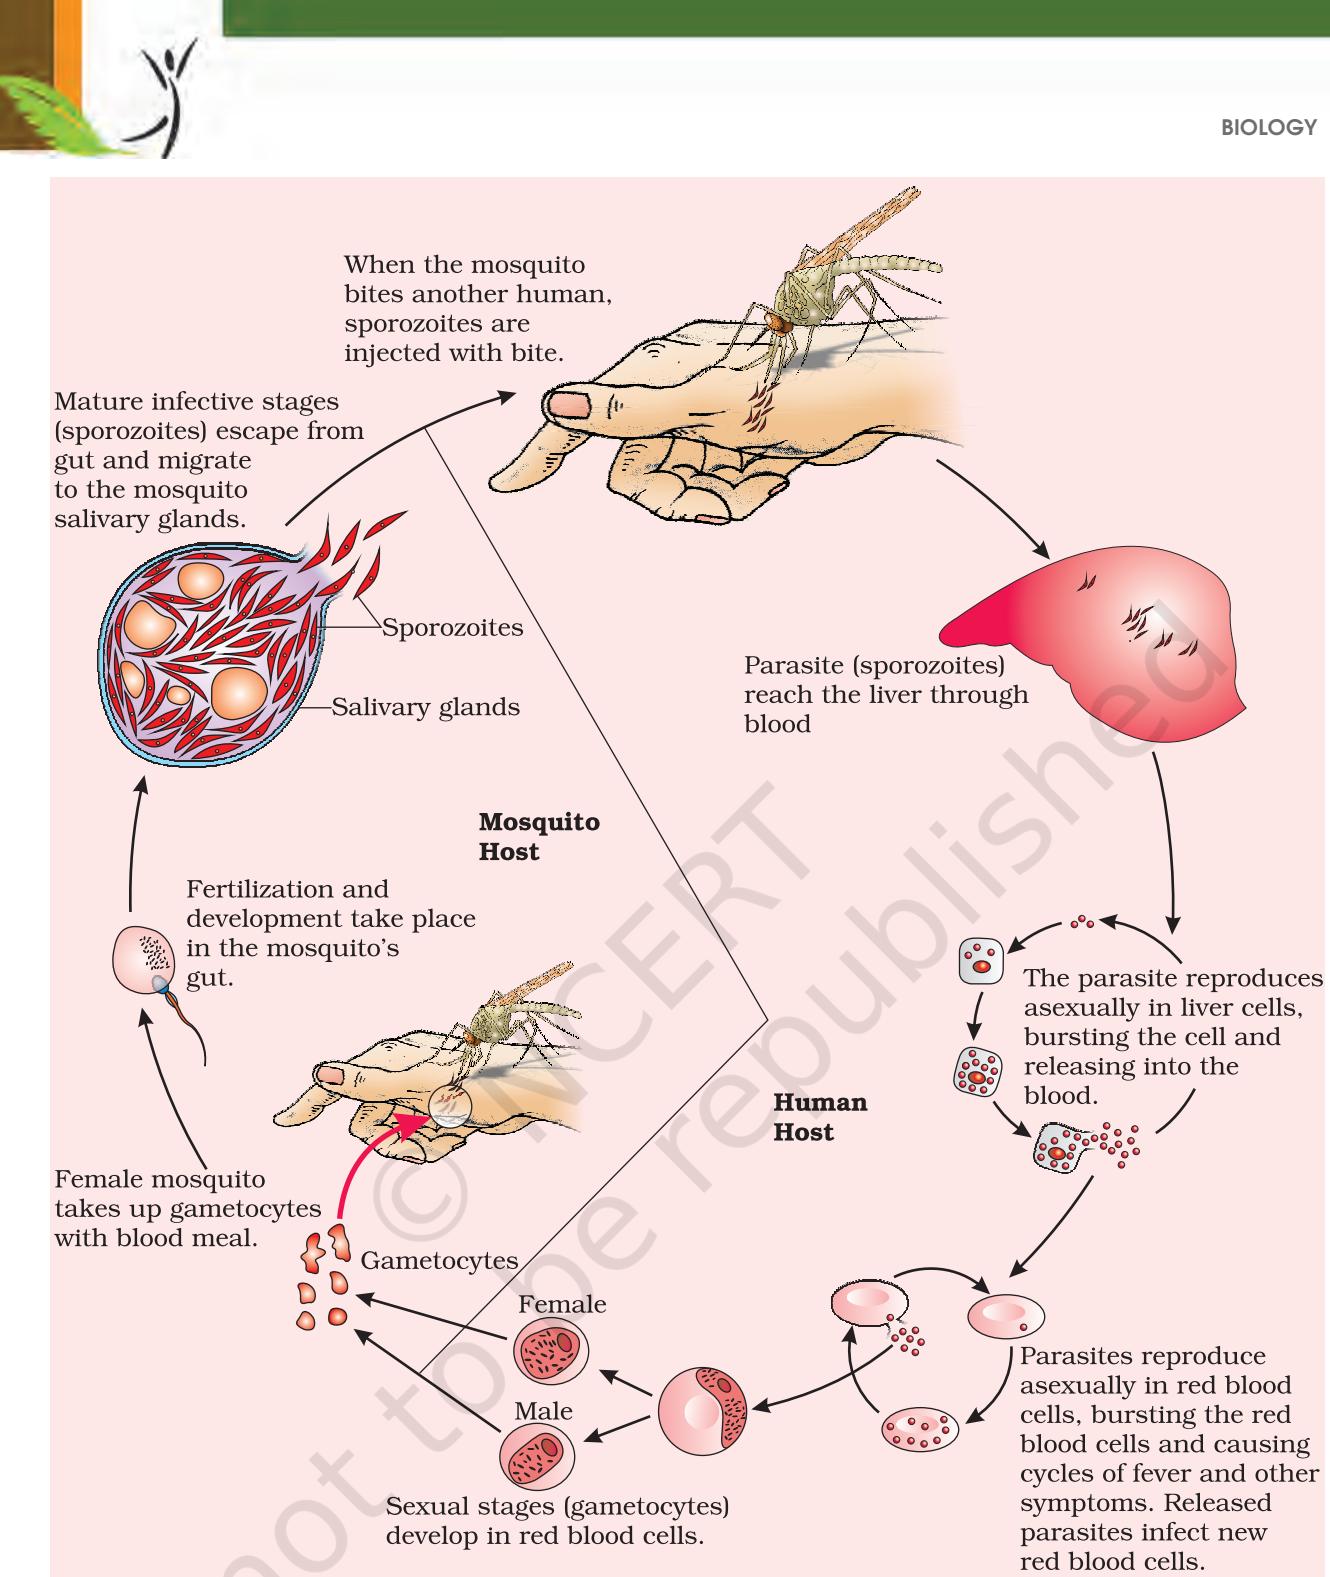 BIOLOGY
When the mosquito
bites another human,
sporozoites are
injected with bite.
Mature infective stages
(sporozoites) escape from
gut and migrate
to the mosquito
salivary glands.
Sporozoites
Salivary glands
Parasite (sporozoites)
reach the liver through
blood
Mosquito
Host
Fertilization and
development take place
in the mosquito's
gut.
The parasite reproduces
asexually in liver cells,
bursting the cell and
releasing into the
blood.
Human
Host
Female mosquito
takes up gametocytes
with blood meal.
Gametocytes
Female
Male
Sexual stages (gametocytes)
develop in red blood cells.
Parasites reproduce
asexually in red blood
cells, bursting the red
blood cells and causing
cycles of fever and other
symptoms. Released
parasites infect new
red blood cells.
© NCERT
not to be republished